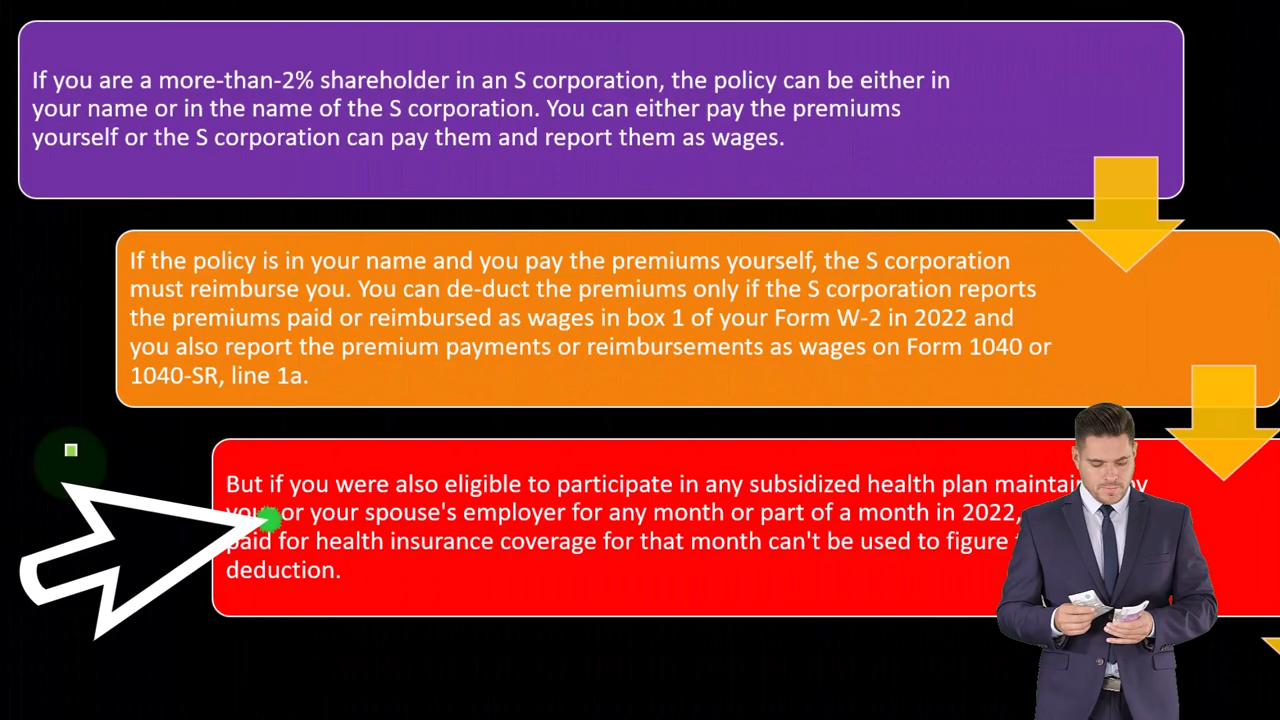 If you are a more-than-2% shareholder in an S corporation, the policy can be either in
your name or in the name of the S corporation. You can either pay the premiums
yourself or the S corporation can pay them and report them as wages.
If the policy is in your name and you pay the premiums yourself, the S corporation
must reimburse you. You can de-duct the premiums only if the S corporation reports
the premiums paid or reimbursed as wages in box 1 of your Form W-2 in 2022 and
you also report the premium payments or reimbursements as wages on Form 1040 or
1040-SR, line 1a.
But if you were also eligible to participate in any subsidized health plan
or your spouse's employer for any month or part of a month in 2022,
paid for health insurance coverage for that month can't be used to figure
deduction.